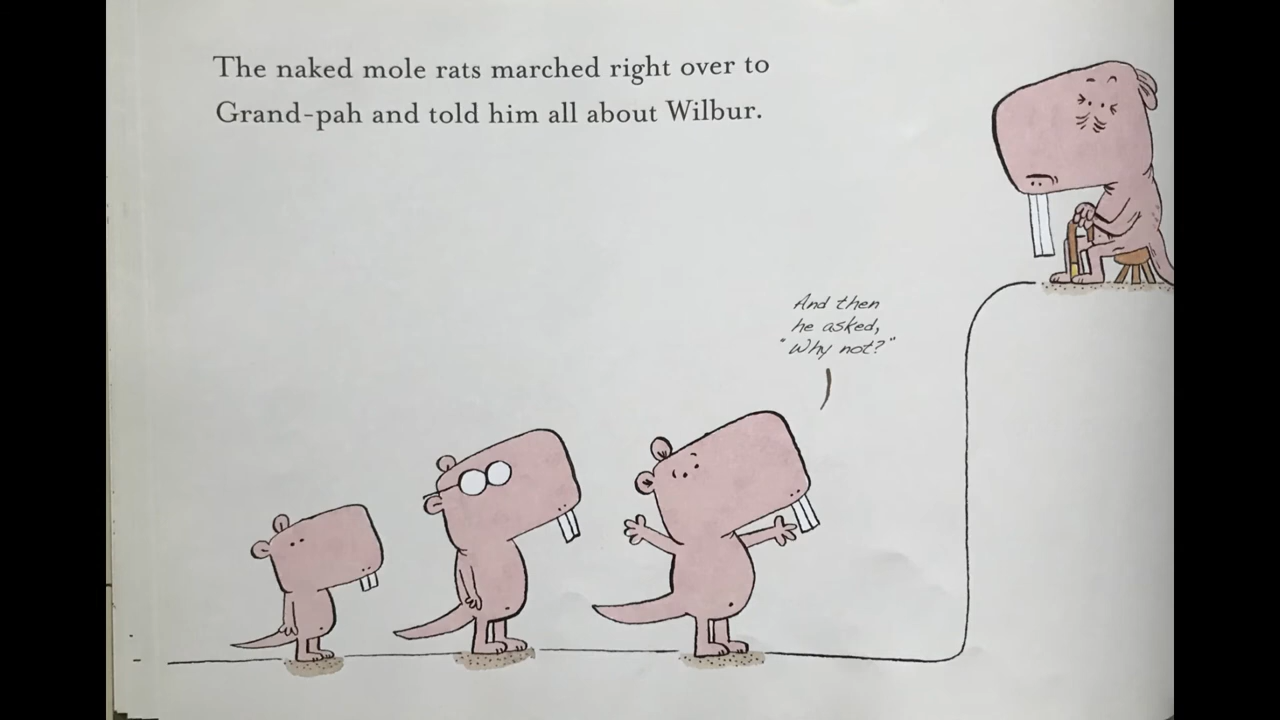 The naked mole rats marched right over to
Grand-pah and told him all about Wilbur.
And then
he asked,
"Why not?"